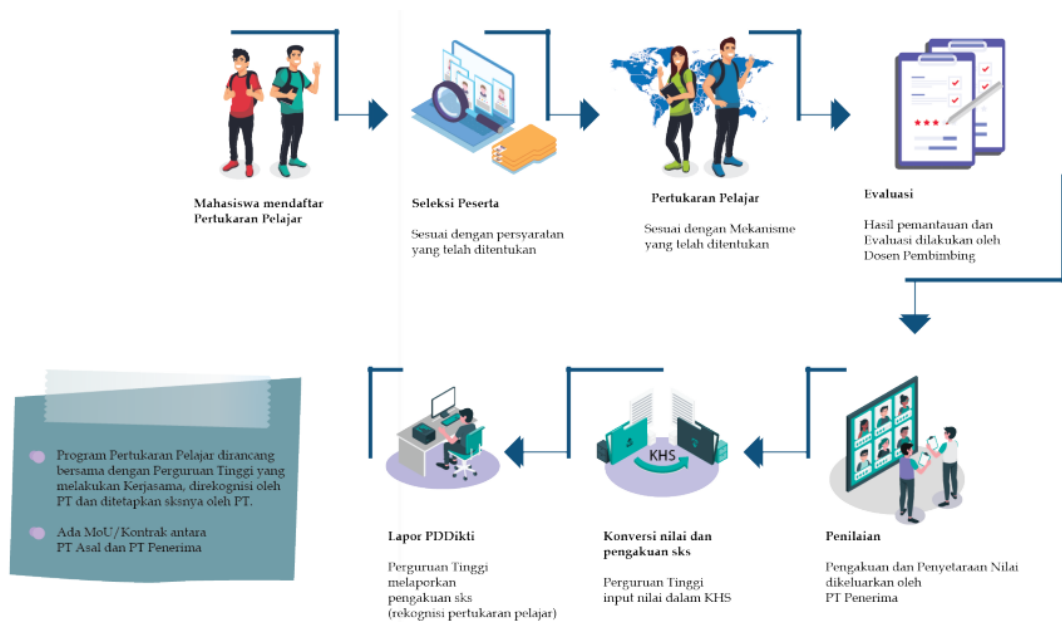 Mahasiswa mendaftar
Pertukaran Pelajar
Seleksi Peserta
Sesuai dengan persyaratan
yang telah ditentukan
Pertukaran Pelajar
Sesuai dengan Mekanisme
yang telah ditentukan
Evaluasi
Hasil pemantauan dan
Evaluasi dilakukan oleh
Dosen Pembimbing
Penilaian
Pengakuan dan Penyetaraan Nilai
dikeluarkan oleh
PT Penerima
KHS
Konversi nilai dan
pengakuan sks
Perguruan Tinggi
input nilai dalam KHS
Lapor PDDikti
Perguruan Tinggi
melaporkan
pengakuan sks
(rekognisi pertukaran pelajar)
Program Pertukaran Pelajar dirancang
bersama dengan Perguruan Tinggi yang
melakukan Kerjasama, direkognisi oleh
PT dan ditetapkan sksnya oleh PT.
Ada MoU/Kontrak antara
PT Asal dan PT Penerima